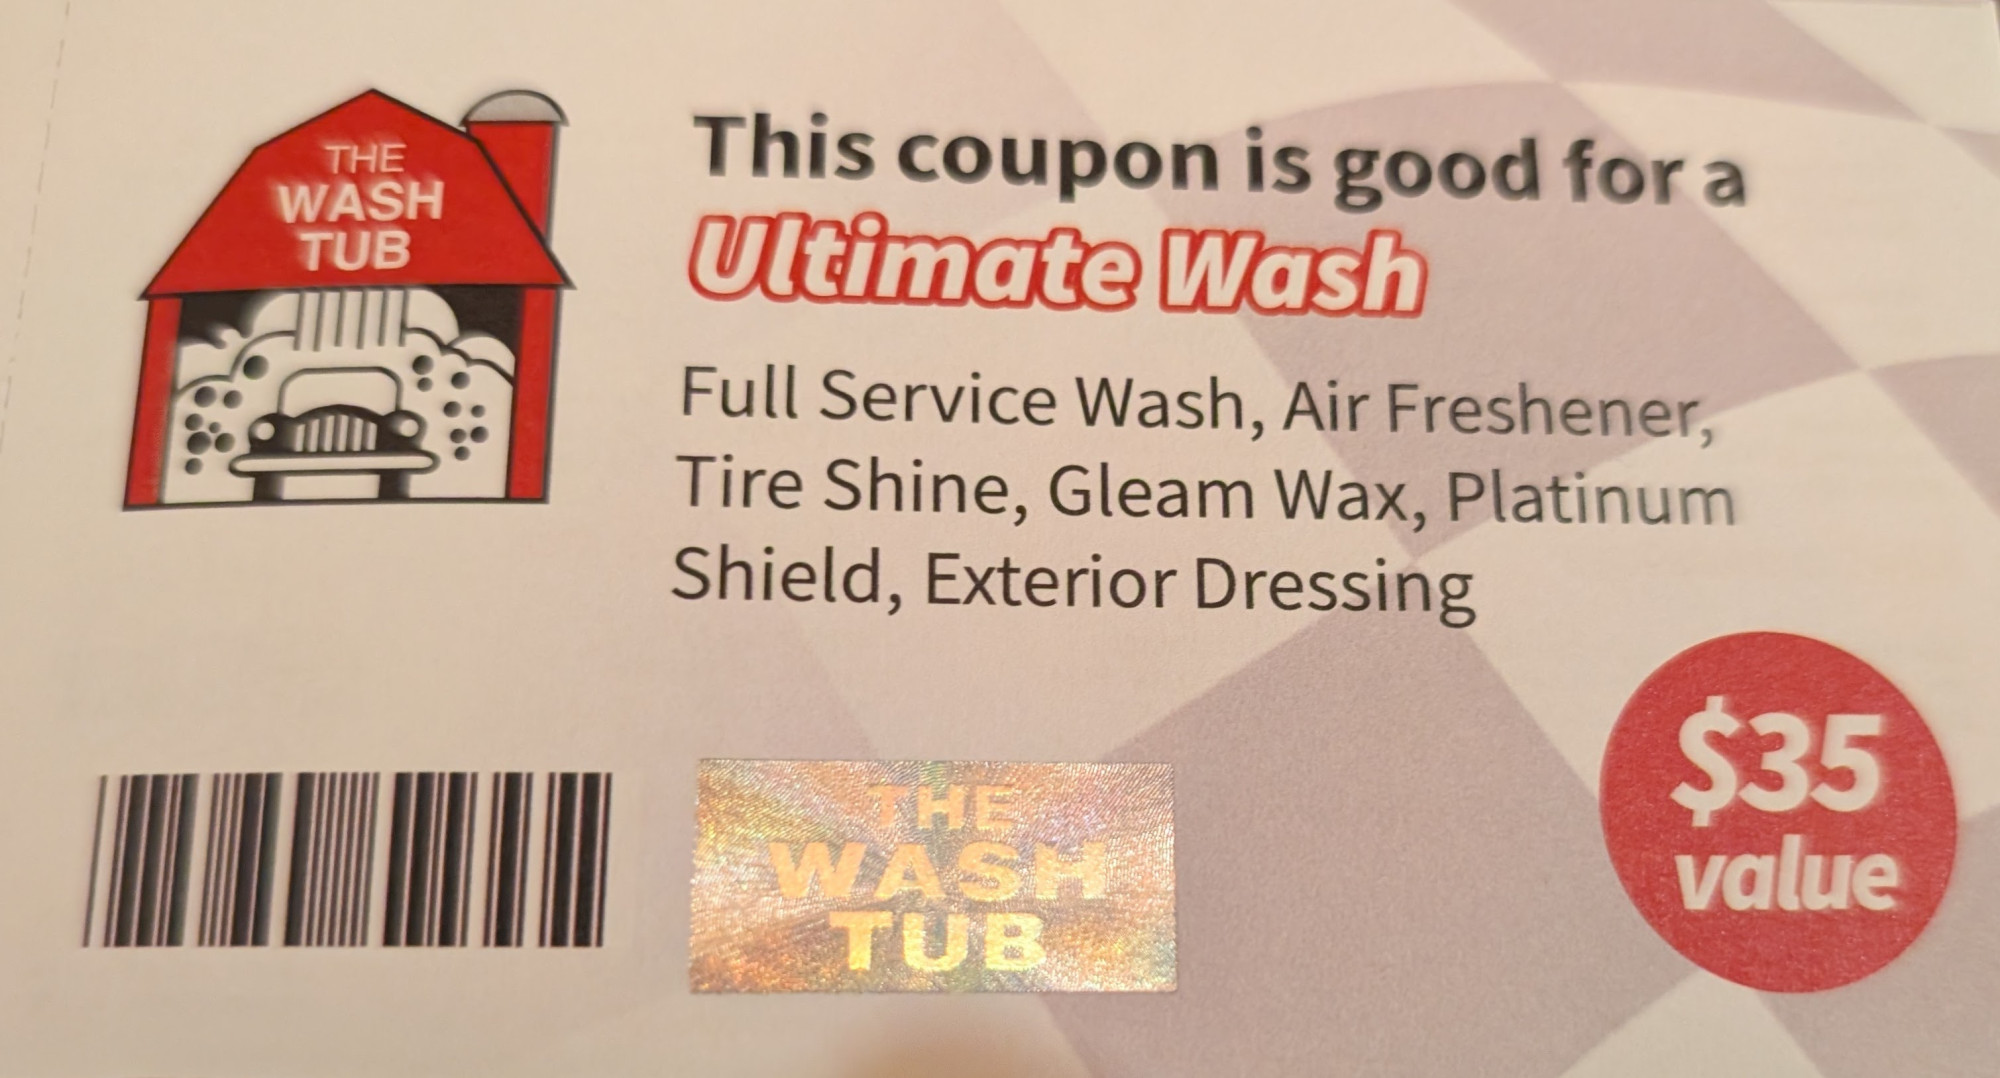 THE
WASH
TUB
This coupon is good for a
Ultimate Wash
Full Service Wash, Air Freshener,
Tire Shine, Gleam Wax, Platinum
Shield, Exterior Dressing
THE
WASH
TUB
$35
value